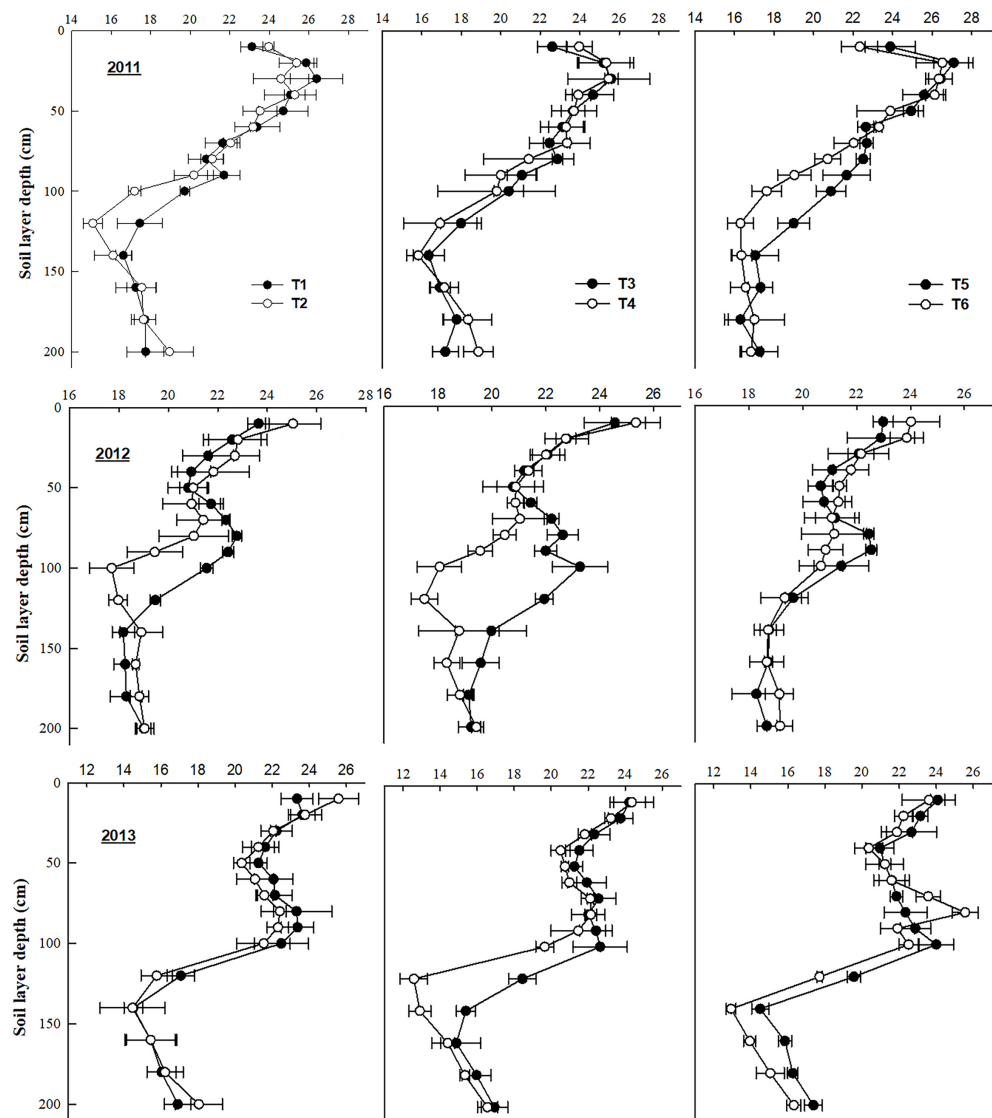 14 16 18 20 22 24 26 28
14 16 18 20 22 24 26 28
14 16 18 20 22 24 26 28
0
50
100
150
200
Soil layer depth (cm)
2011
T1
T2
T3
T4
T5
T6
16 18 20 22 24 26 28
16 18 20 22 24 26
16 18 20 22 24 26
0
50
100
150
200
Soil layer depth (cm)
2012
12 14 16 18 20 22 24 26
12 14 16 18 20 22 24 26
12 14 16 18 20 22 24 26
0
50
100
150
200
Soil layer depth (cm)
2013